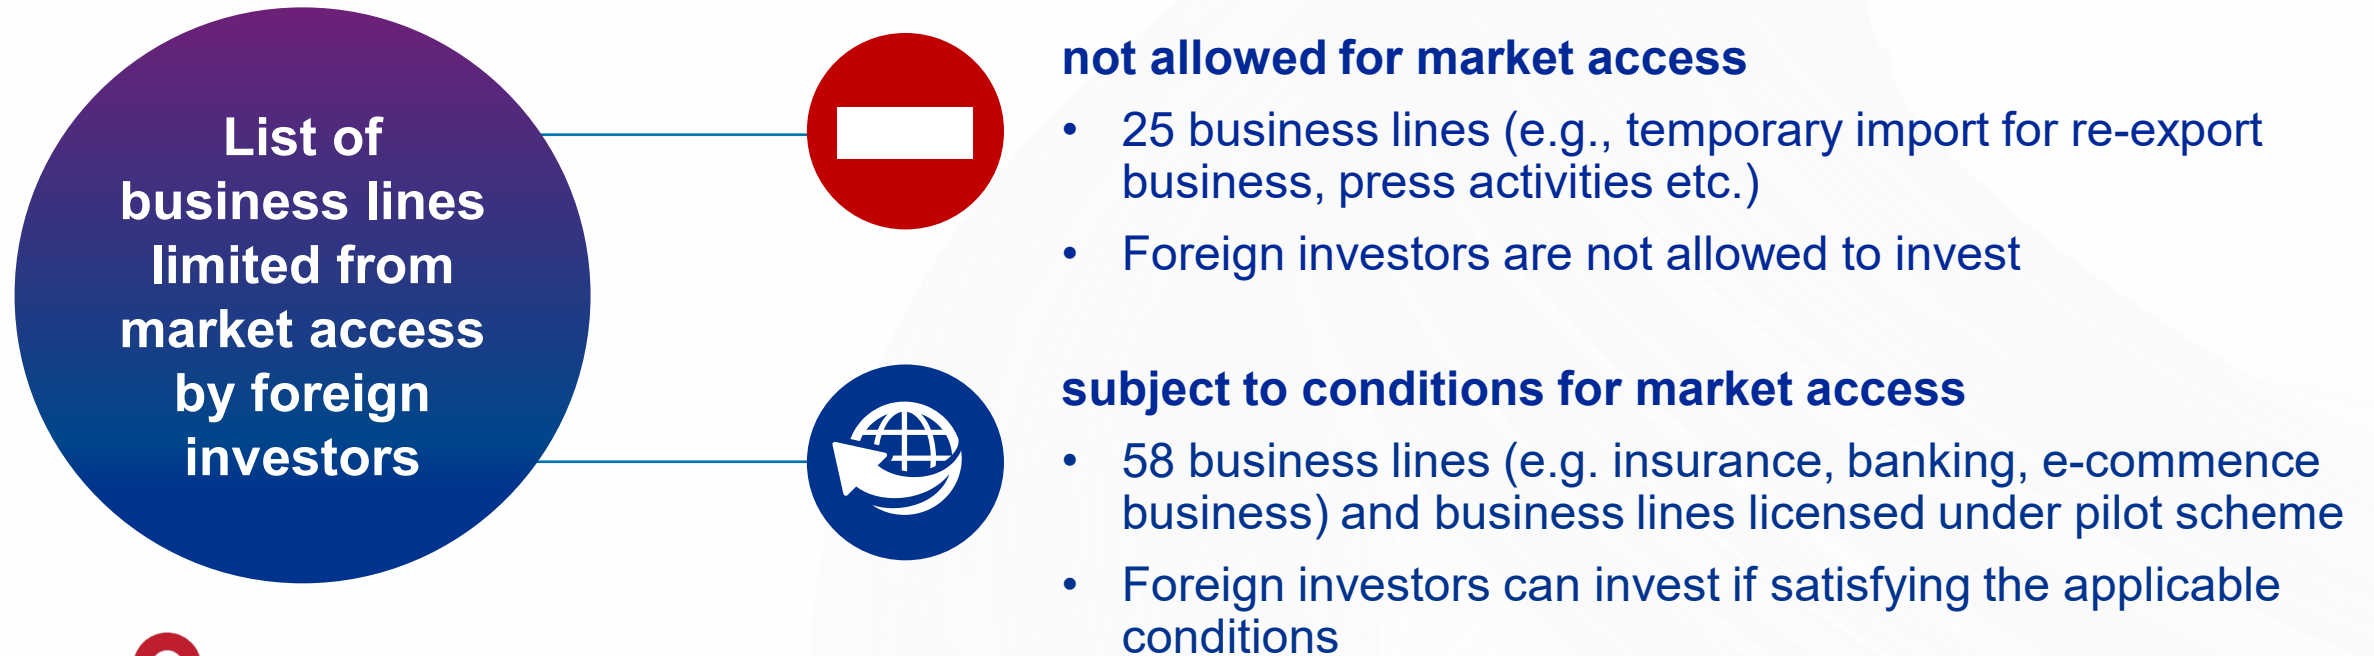 List of
business lines
limited from
market access
by foreign
investors
not allowed for market access
• 25 business lines (e.g., temporary import for re-export
business, press activities etc.)
• Foreign investors are not allowed to invest
subject to conditions for market access
• 58 business lines (e.g. insurance, banking, e-commence
business) and business lines licensed under pilot scheme
• Foreign investors can invest if satisfying the applicable
conditions